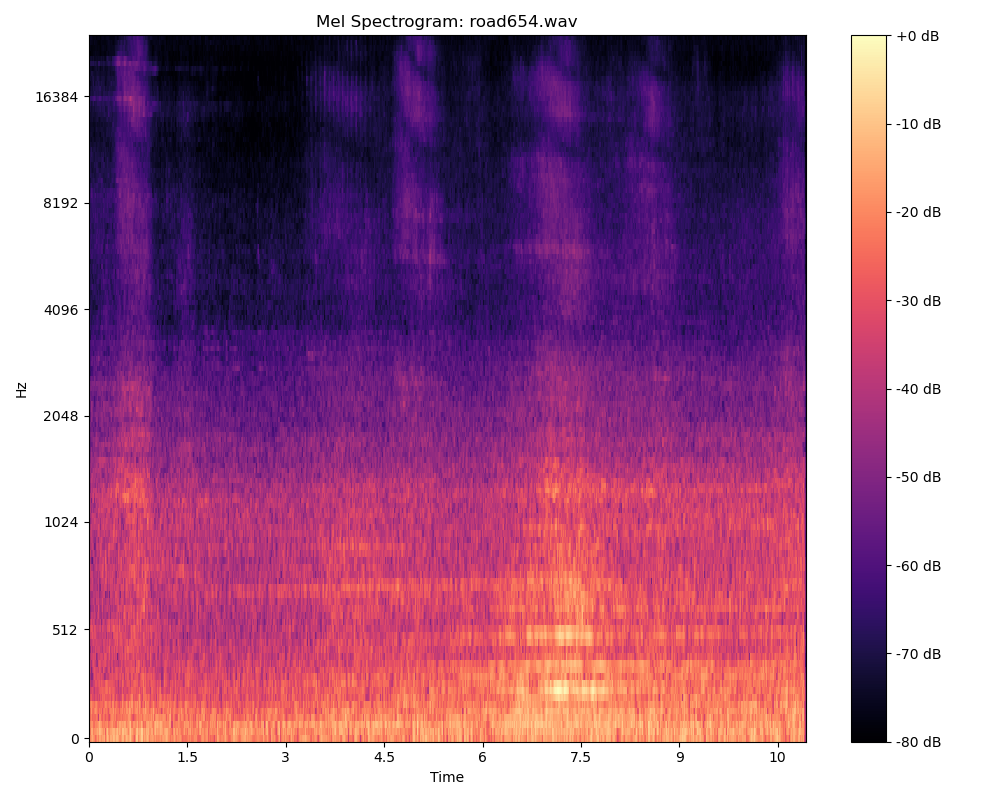 Mel Spectrogram: road654.wav
+0 dB
16384
-10 dB
8192
-20 dB
4096
-30 dB
Hz
-40 dB
2048
-50 dB
1024
-60 dB
512
-70 dB
0
-80 dB
0 1.5 3 4.5 6 7.5 9 10
Time